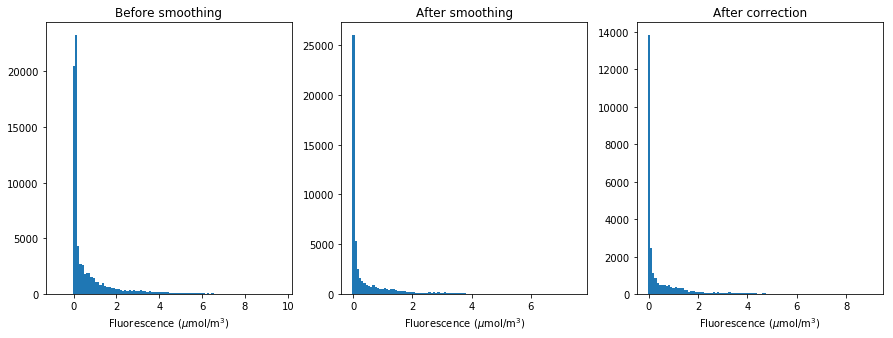 Before smoothing
20000
15000
10000
5000
0
0 2 4 6 8 10
Fluorescence (μmol/m³)
After smoothing
25000
20000
15000
10000
5000
0
0 2 4 6
Fluorescence (μmol/m³)
After correction
14000
12000
10000
8000
6000
4000
2000
0
0 2 4 6 8
Fluorescence (μmol/m³)